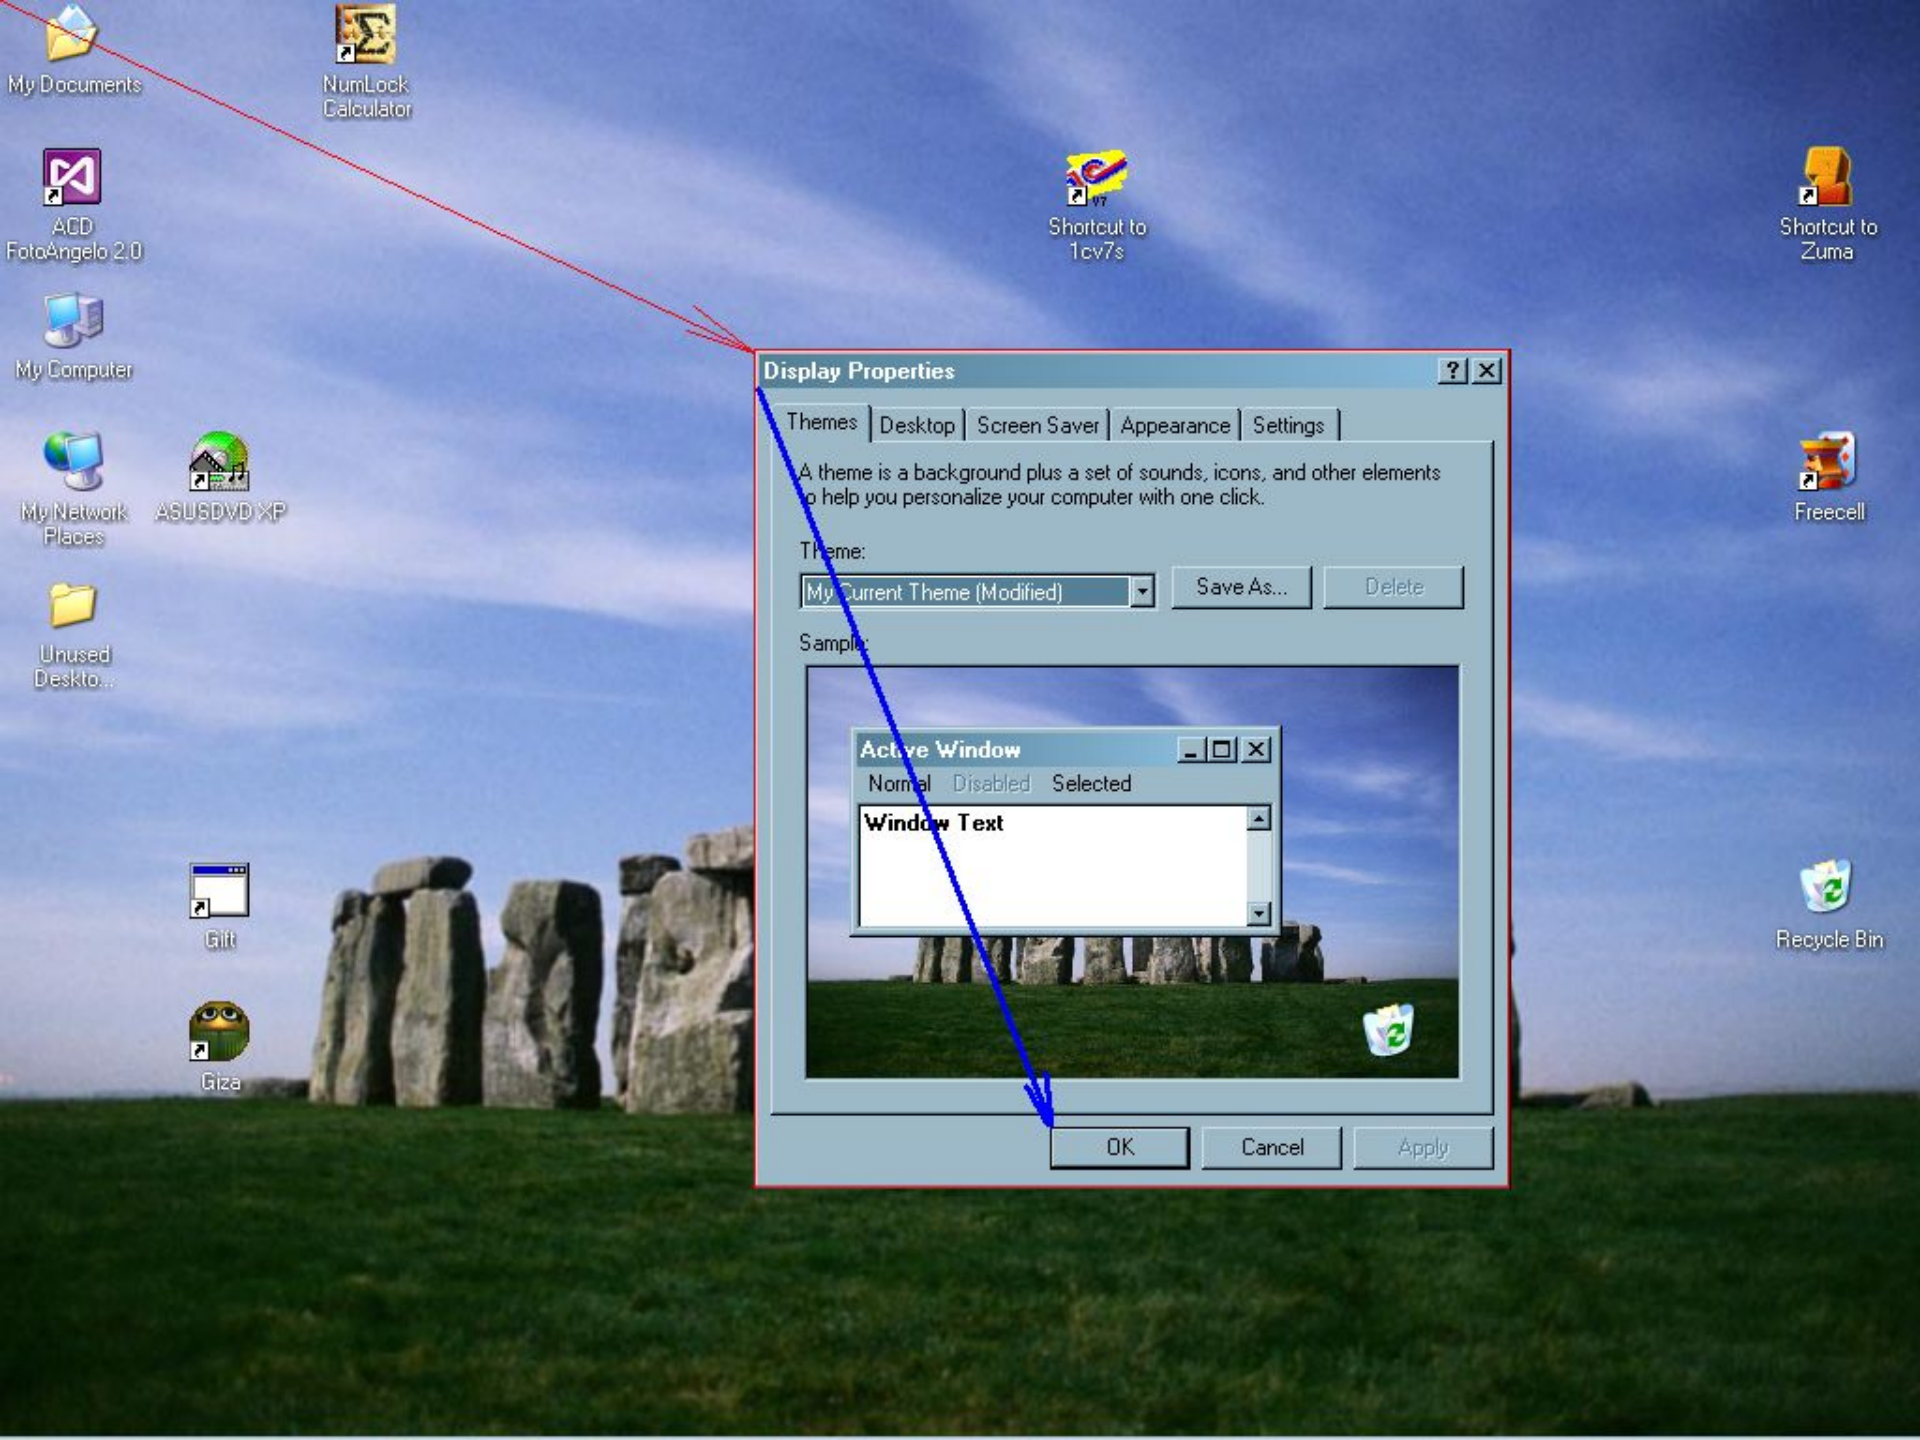 My Documents
NumLock
Calculator
ACD
FotoAngelo 2.0
V7
Shortcut to
1cv7s
Shortcut to
Zuma
My Computer
My Network
Places
ASUSDVD XP
Freecell
Unused
Deskto...
Gift
Giza
Recycle Bin
Display Properties
Themes Desktop Screen Saver Appearance Settings
A theme is a background plus a set of sounds, icons, and other elements
to help you personalize your computer with one click.
Theme:
My Current Theme (Modified) Save As... Delete
Sample:
Active Window
Normal Disabled Selected
Window Text
OK Cancel Apply